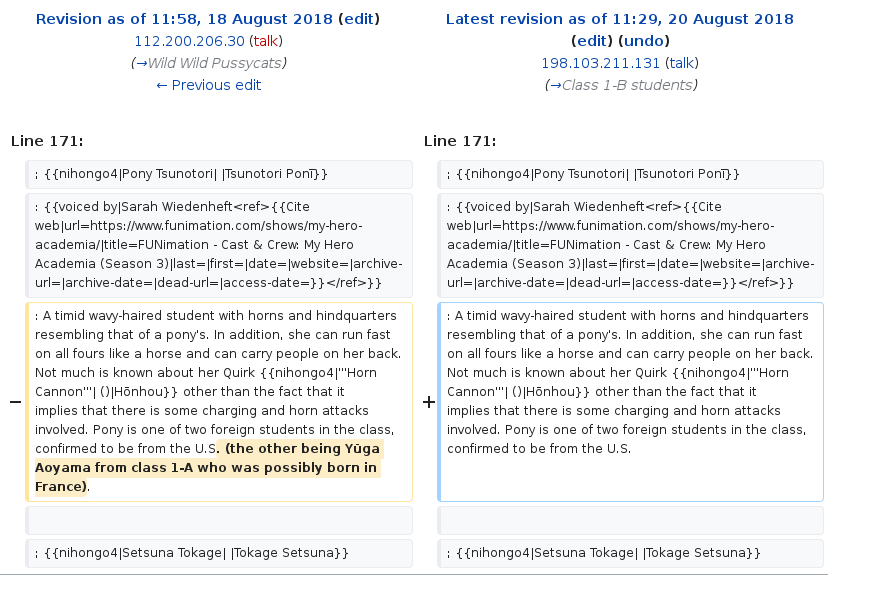 Revision as of 11:58, 18 August 2018 (edit)
112.200.206.30 (talk)
(→Wild Wild Pussycats)
← Previous edit
Latest revision as of 11:29, 20 August 2018
(edit) (undo)
198.103.211.131 (talk)
(→Class 1-B students)
Line 171:
Line 171:
; {{nihongo4|Pony Tsunotori| |Tsunotori Ponī}}
; {{nihongo4|Pony Tsunotori| |Tsunotori Ponī}}
: {{voiced by|Sarah Wiedenheft<ref>{{Cite
web|url=https://www.funimation.com/shows/my-hero-
academia/|title=FUNimation - Cast & Crew: My Hero
Academia (Season 3)|last=|first=|date=|website=|archive-
url=|archive-date=|dead-url=|access-date=}}</ref>}}
: {{voiced by|Sarah Wiedenheft<ref>{{Cite
web|url=https://www.funimation.com/shows/my-hero-
academia/|title=FUNimation - Cast & Crew: My Hero
Academia (Season 3)|last=|first=|date=|website=|archive-
url=|archive-date=|dead-url=|access-date=}}</ref>}}
−
: A timid wavy-haired student with horns and hindquarters
resembling that of a pony's. In addition, she can run fast
on all fours like a horse and can carry people on her back.
Not much is known about her Quirk {{nihongo4|'''Horn
Cannon'''| ()|Hōnhou}} other than the fact that it
implies that there is some charging and horn attacks
involved. Pony is one of two foreign students in the class,
confirmed to be from the U.S. (the other being Yūga
Aoyama from class 1-A who was possibly born in
France).
+
: A timid wavy-haired student with horns and hindquarters
resembling that of a pony's. In addition, she can run fast
on all fours like a horse and can carry people on her back.
Not much is known about her Quirk {{nihongo4|'''Horn
Cannon'''| ()|Hōnhou}} other than the fact that it
implies that there is some charging and horn attacks
involved. Pony is one of two foreign students in the class,
confirmed to be from the U.S.
; {{nihongo4|Setsuna Tokage| |Tokage Setsuna}}
; {{nihongo4|Setsuna Tokage| |Tokage Setsuna}}